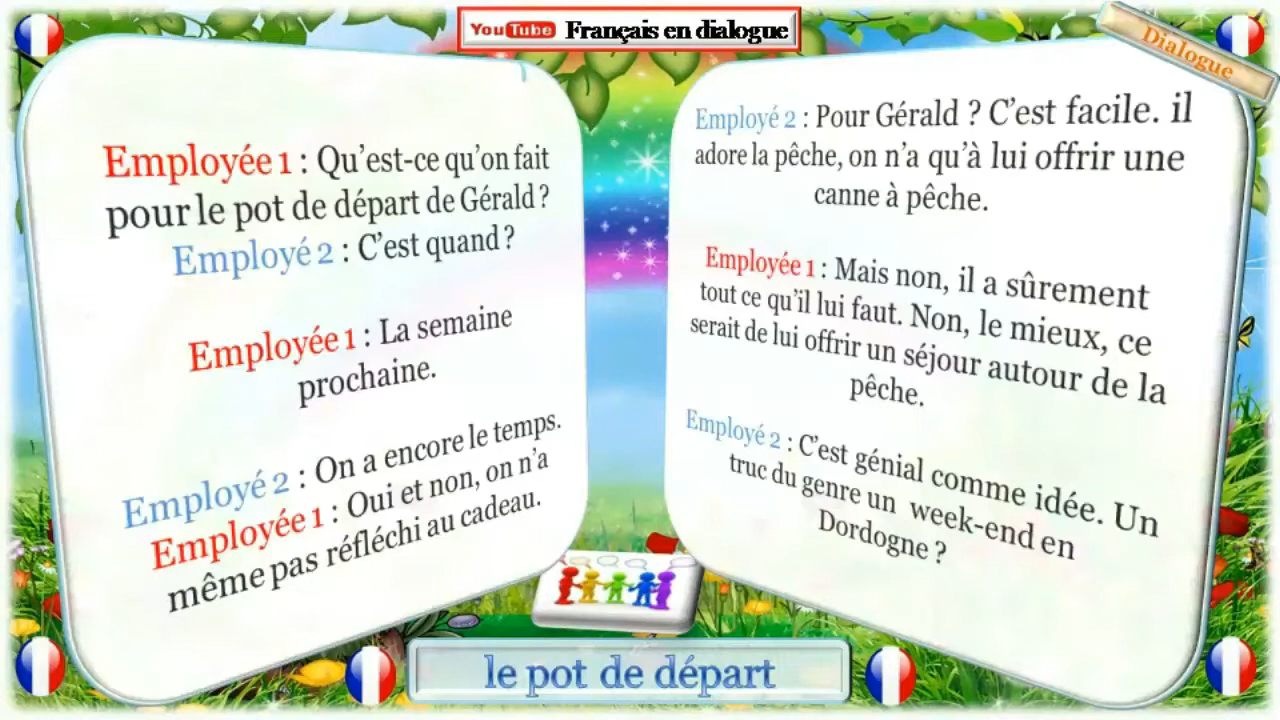 YouTube Français en dialogue
Dialogue
Employée 1 : Qu'est-ce qu'on fait
pour le pot de départ de Gérald ?
Employé 2 : C'est quand ?
Employée 1 : La semaine
prochaine.
Employé 2 : On a encore le temps.
Employée 1 : Oui et non, on n'a
même pas réfléchi au cadeau.
Employé 2 : Pour Gérald ? C'est facile. il
adore la pêche, on n'a qu'à lui offrir une
canne à pêche.
Employée 1 : Mais non, il a sûrement
tout ce qu'il lui faut. Non, le mieux, ce
serait de lui offrir un séjour autour de la
pêche.
Employé 2 : C'est génial comme idée. Un
truc du genre un week-end en
Dordogne ?
le pot de départ